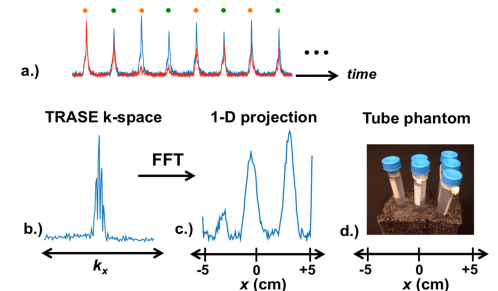 a.)
time
TRASE k-space
1-D projection
Tube phantom
FFT
b.)
c.)
d.)
kx
-5 0 +5
x (cm)
-5 0 +5
x (cm)